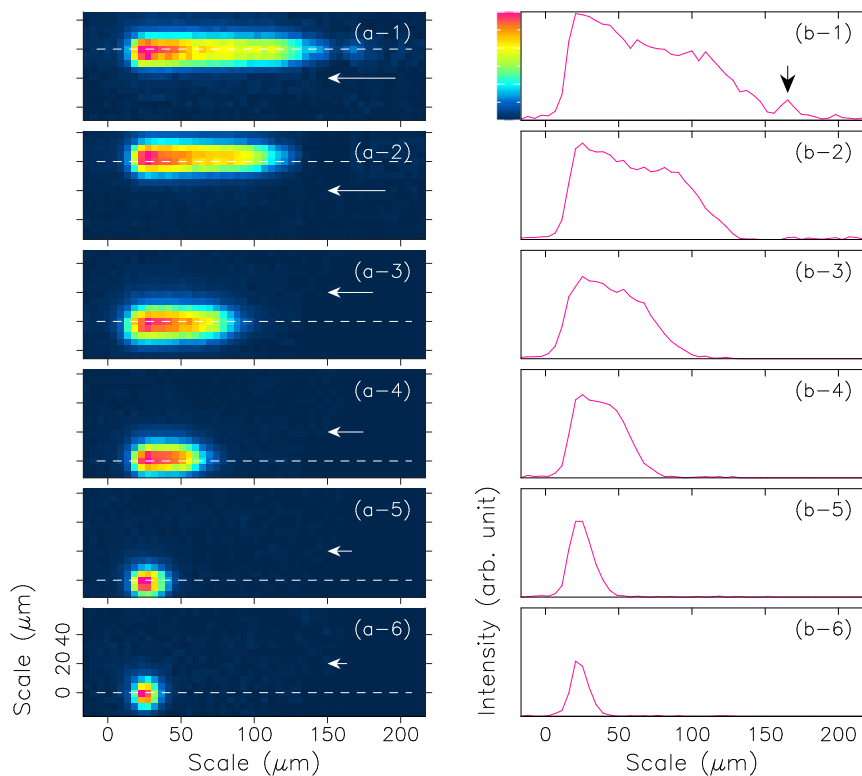 (a−1)
(b−1)
(a−2)
(b−2)
(a−3)
(b−3)
(a−4)
(b−4)
(a−5)
(b−5)
(a−6)
(b−6)
Scale (μm)
0 20 40
0 50 100 150 200
Scale (μm)
Intensity (arb. unit)
0 50 100 150 200
Scale (μm)